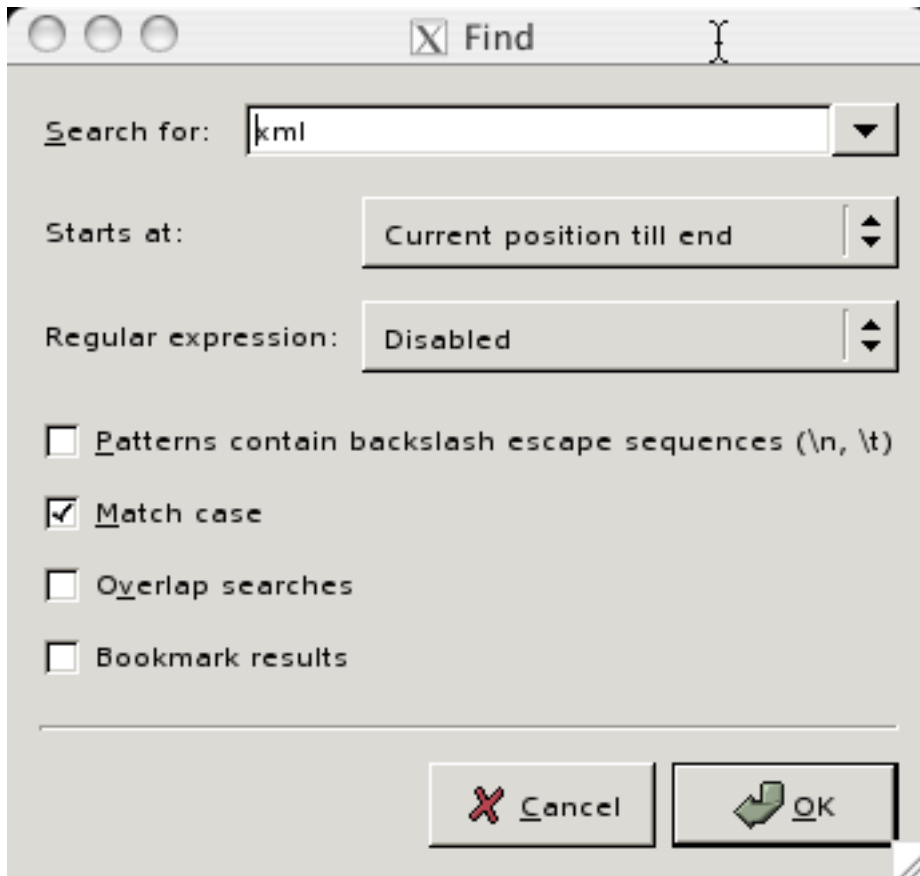 Find
Search for: xml
Starts at: Current position till end
Regular expression: Disabled
Patterns contain backslash escape sequences (\n, \t)
Match case
Overlap searches
Bookmark results
Cancel OK